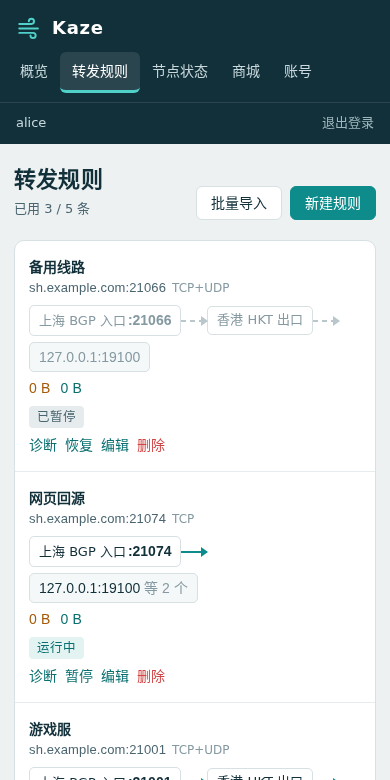 Kaze
概览 转发规则 节点状态 商城 账号
alice 退出登录
转发规则
已用 3 / 5 条
批量导入 新建规则
备用线路
sh.example.com:21066 TCP+UDP
上海 BGP 入口:21066 香港 HKT 出口
127.0.0.1:19100
0 B 0 B
已暂停
诊断 恢复 编辑 删除
网页回源
sh.example.com:21074 TCP
上海 BGP 入口:21074
127.0.0.1:19100 等 2 个
0 B 0 B
运行中
诊断 暂停 编辑 删除
游戏服
sh.example.com:21001 TCP+UDP
上海 BGP 入口:21001 香港 HKT 出口